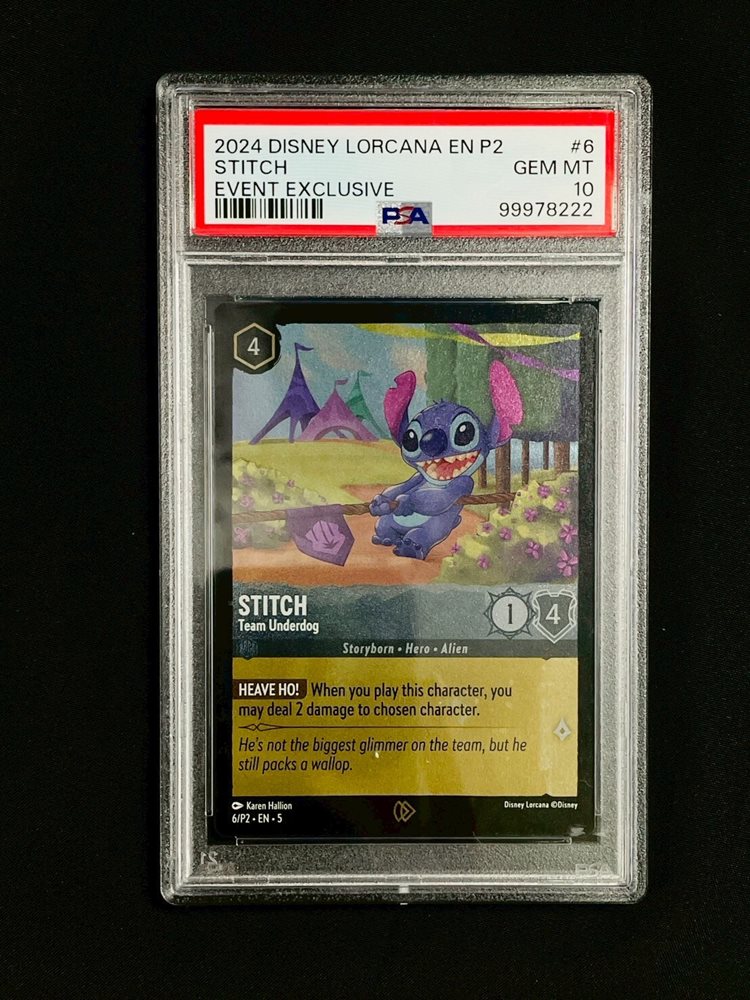 2024 DISNEY LORCANA EN P2 #6
STITCH GEM MT
EVENT EXCLUSIVE 10
PSA 99978222
4
STITCH
Team Underdog
1 4
Storyborn • Hero • Alien
HEAVE HO! When you play this character, you
may deal 2 damage to chosen character.
He's not the biggest glimmer on the team, but he
still packs a wallop.
Karen Hallion
Disney Lorcana ©Disney
6/P2 • EN • 5